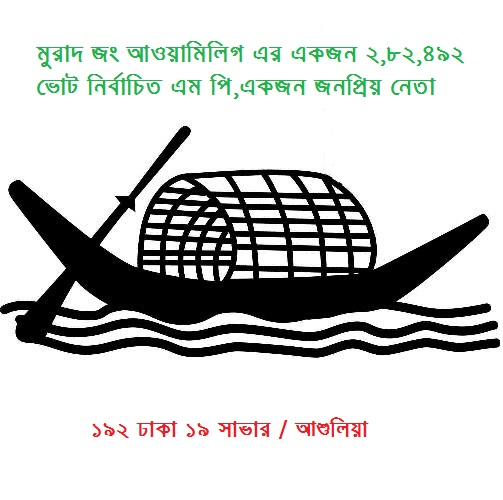 মুরাদ জং আওয়ামিলিগ এর একজন ২,৮২,৪৯২
ভোট নির্বাচিত এম পি,একজন জনপ্রিয় নেতা
১৯২ ঢাকা ১৯ সাভার / আশুলিয়া